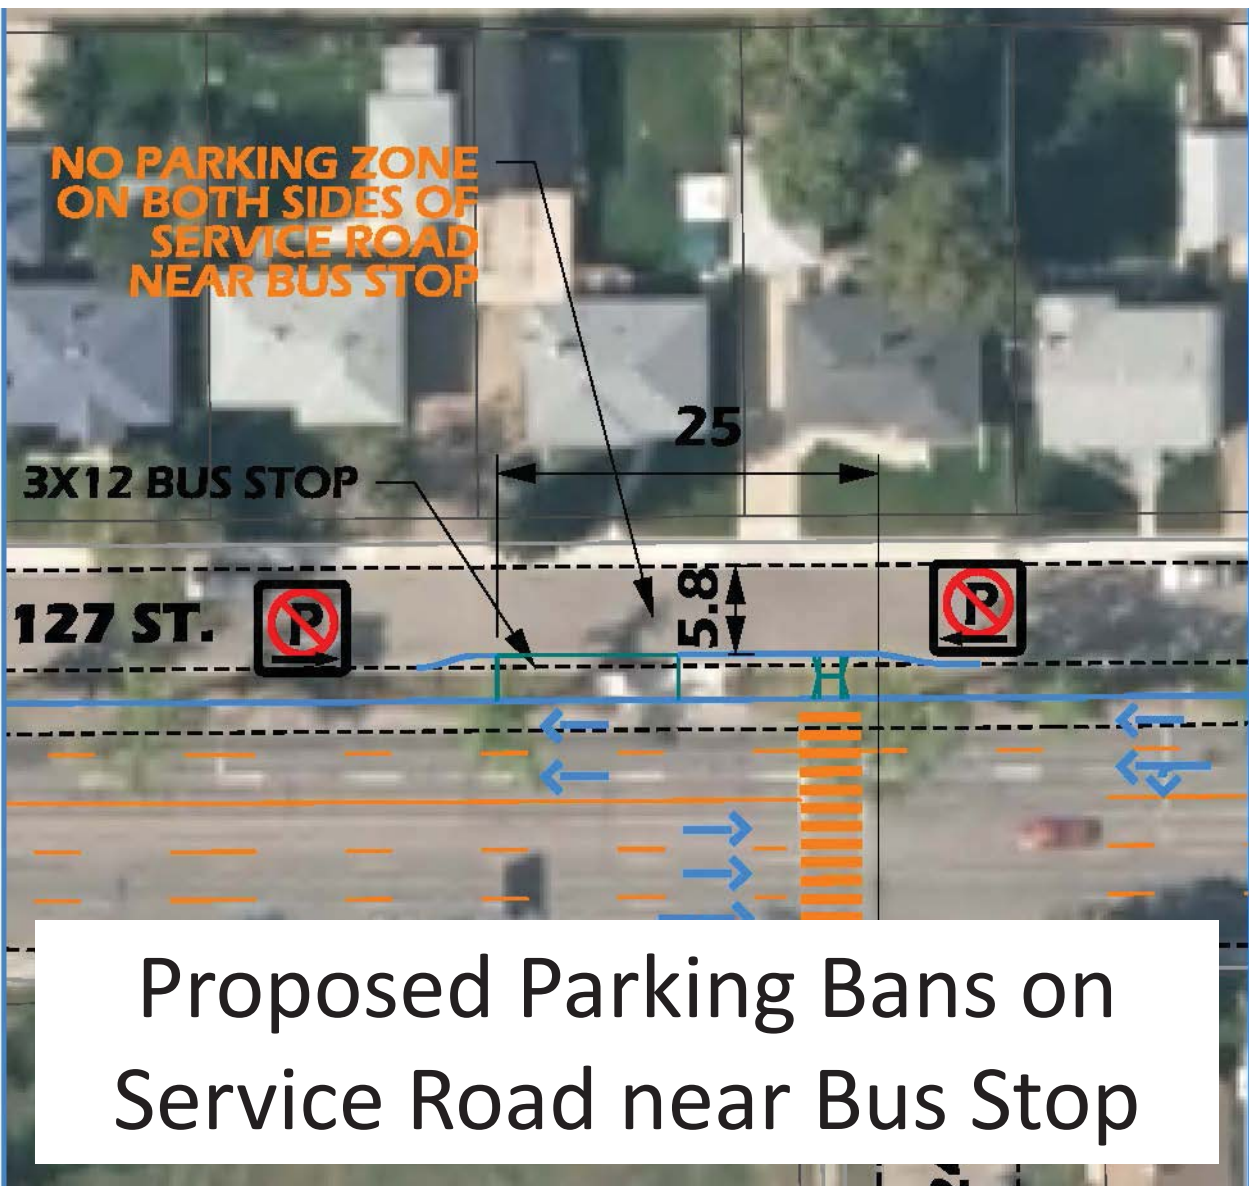 NO PARKING ZONE
ON BOTH SIDES OF
SERVICE ROAD
NEAR BUS STOP
25
3X12 BUS STOP
127 ST.
P
5.8
P
Proposed Parking Bans on
Service Road near Bus Stop